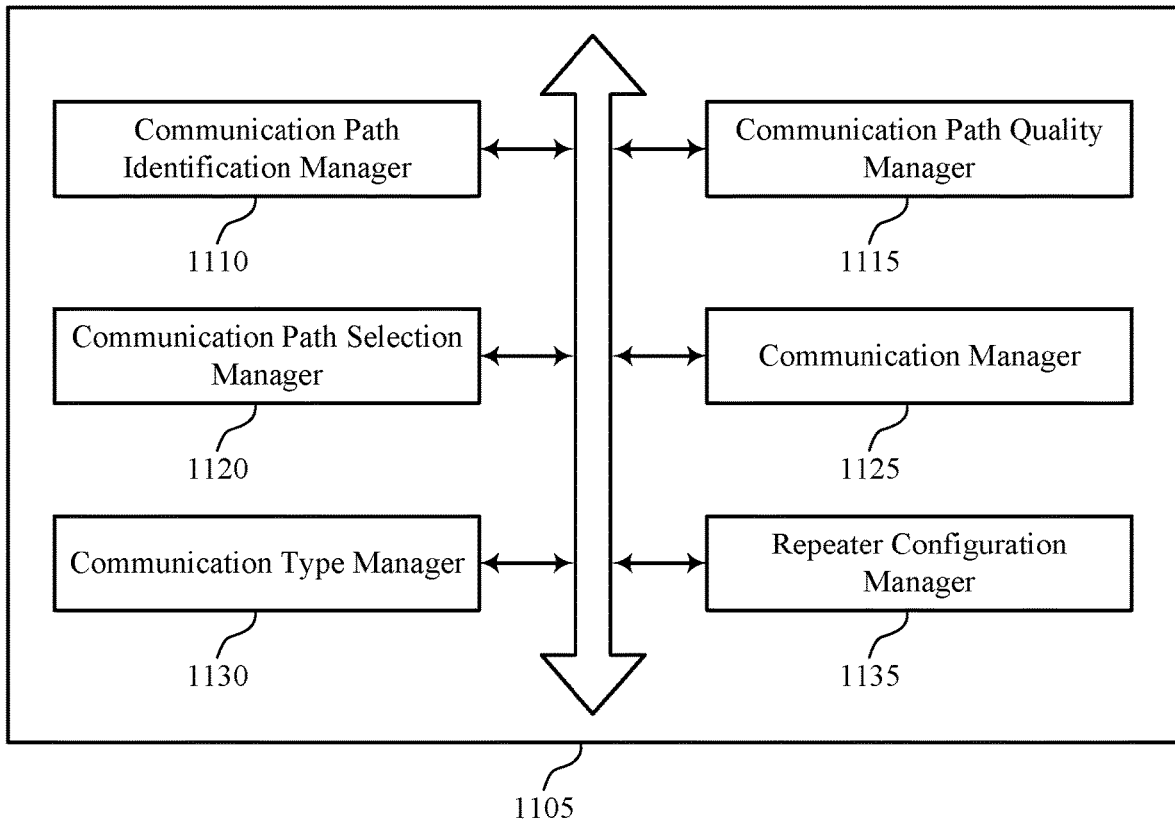 Communication Path
Identification Manager
1110
Communication Path Quality
Manager
1115
Communication Path Selection
Manager
1120
Communication Manager
1125
Communication Type Manager
1130
Repeater Configuration
Manager
1135
1105